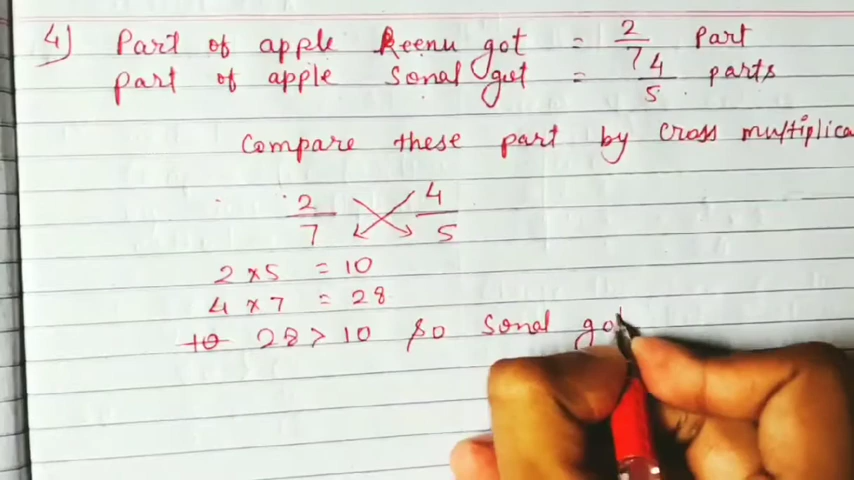 4) Part of apple Reenu got = 2/7 Part
part of apple Sonal got = 4/5 parts
Compare these part by cross multiplica
2/7 4/5
2 × 5 = 10
4 × 7 = 28
10 28 > 10 So Sonal got